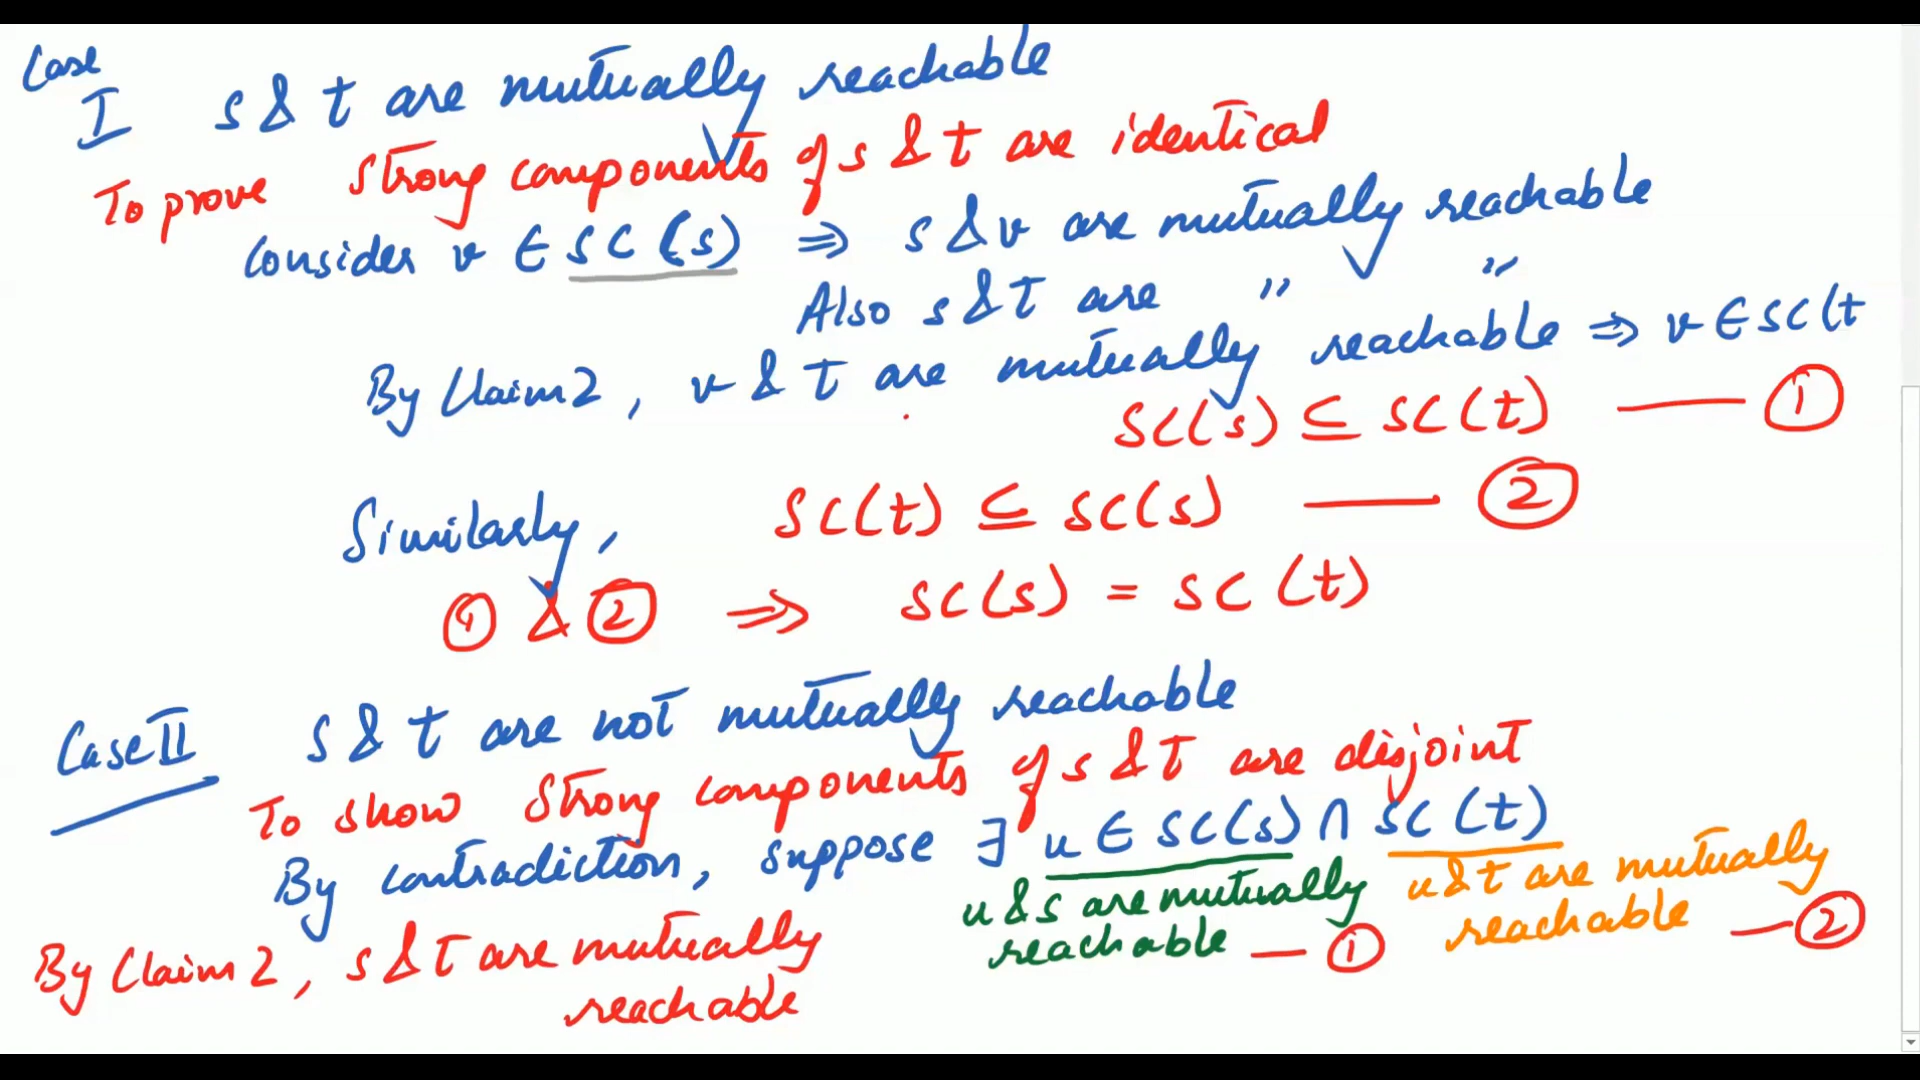 Case
I s & t are mutually reachable
To prove strong components of s & t are identical
consider v ∈ SC(s) ⇒ s & v are mutually reachable
Also s & t are " "
By Claim 2, v & t are mutually reachable ⇒ v ∈ SC(t
SC(s) ⊆ SC(t) — ①
Similarly, SC(t) ⊆ SC(s) — ②
① & ② ⇒ SC(s) = SC(t)
Case II s & t are not mutually reachable
To show strong components of s & t are disjoint
By contradiction, suppose ∃ u ∈ SC(s) ∩ SC(t)
u & s are mutually
reachable — ①
u & t are mutually
reachable — ②
By Claim 2, s & t are mutually
reachable